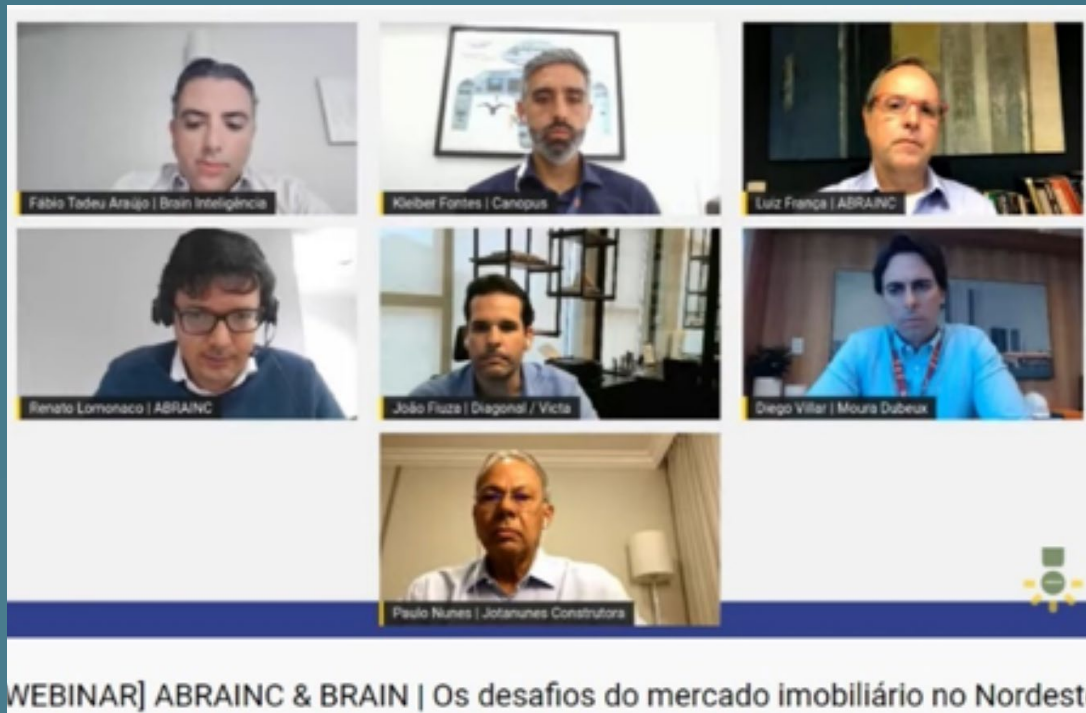 Fábio Tadeu Araújo | Brain Inteligência
Kleiber Fontes | Canopus
Luiz França | ABRAINC
Renato Lomonaco | ABRAINC
João Fiuza | Diagonal / Victa
Diego Villar | Moura Dubeux
Paulo Nunes | Jotanunes Construtora
WEBINAR] ABRAINC & BRAIN | Os desafios do mercado imobiliário no Nordest